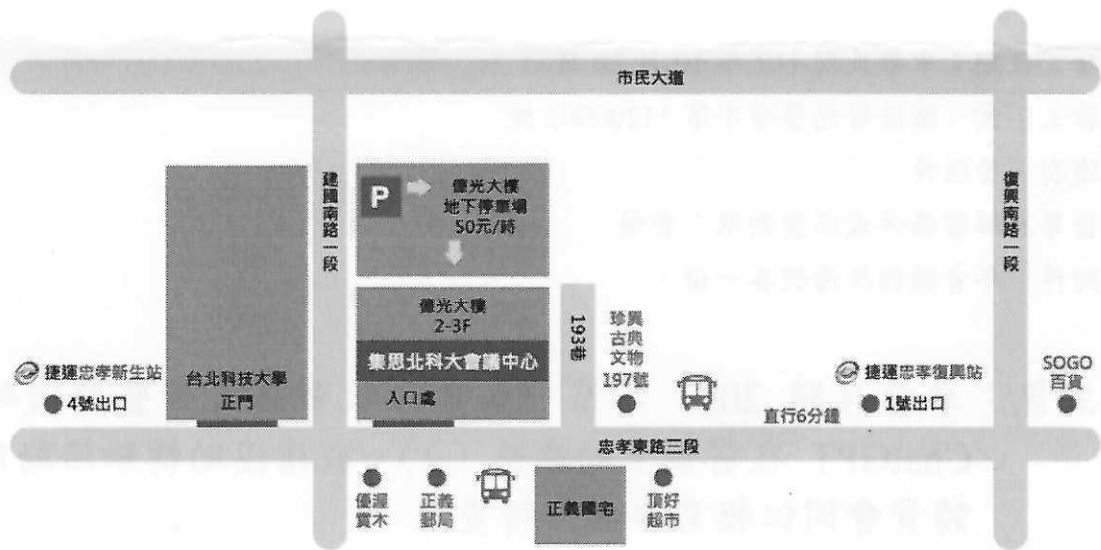 市民大道
建國南路一段
復興南路一段
P
億光大樓
地下停車場
50元/時
億光大樓
2-3F
集思北科大會議中心
入口處
193巷
珍興
古典
文物
197號
捷運忠孝新生站
4號出口
台北科技大學
正門
捷運忠孝復興站
1號出口
SOGO
百貨
直行6分鐘
忠孝東路三段
優渥
實木
正義
郵局
正義國宅
頂好
超市